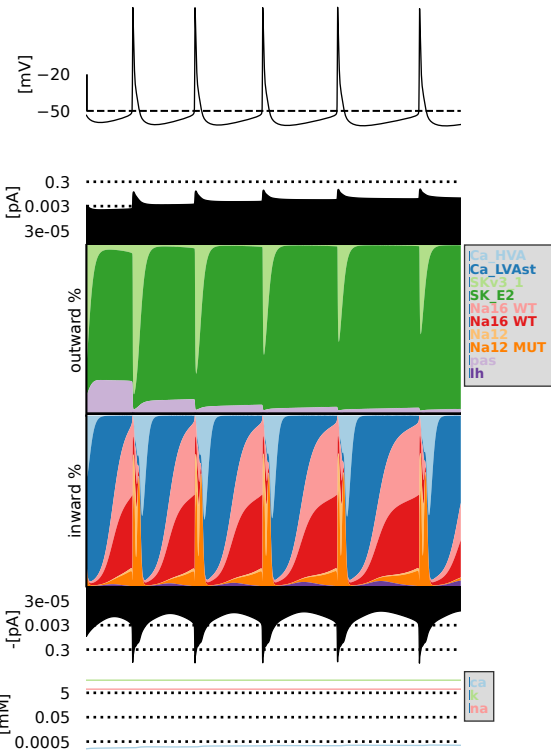 [mV]
−20
−50
[pA]
0.3
0.003
3e-05
outward %
Ca_HVA
Ca_LVAst
SKv3_1
SK_E2
Na16 WT
Na16 WT
Na12
Na12 MUT
pas
Ih
inward %
-[pA]
3e-05
0.003
0.3
[mM]
5
0.05
0.0005
ca
k
na